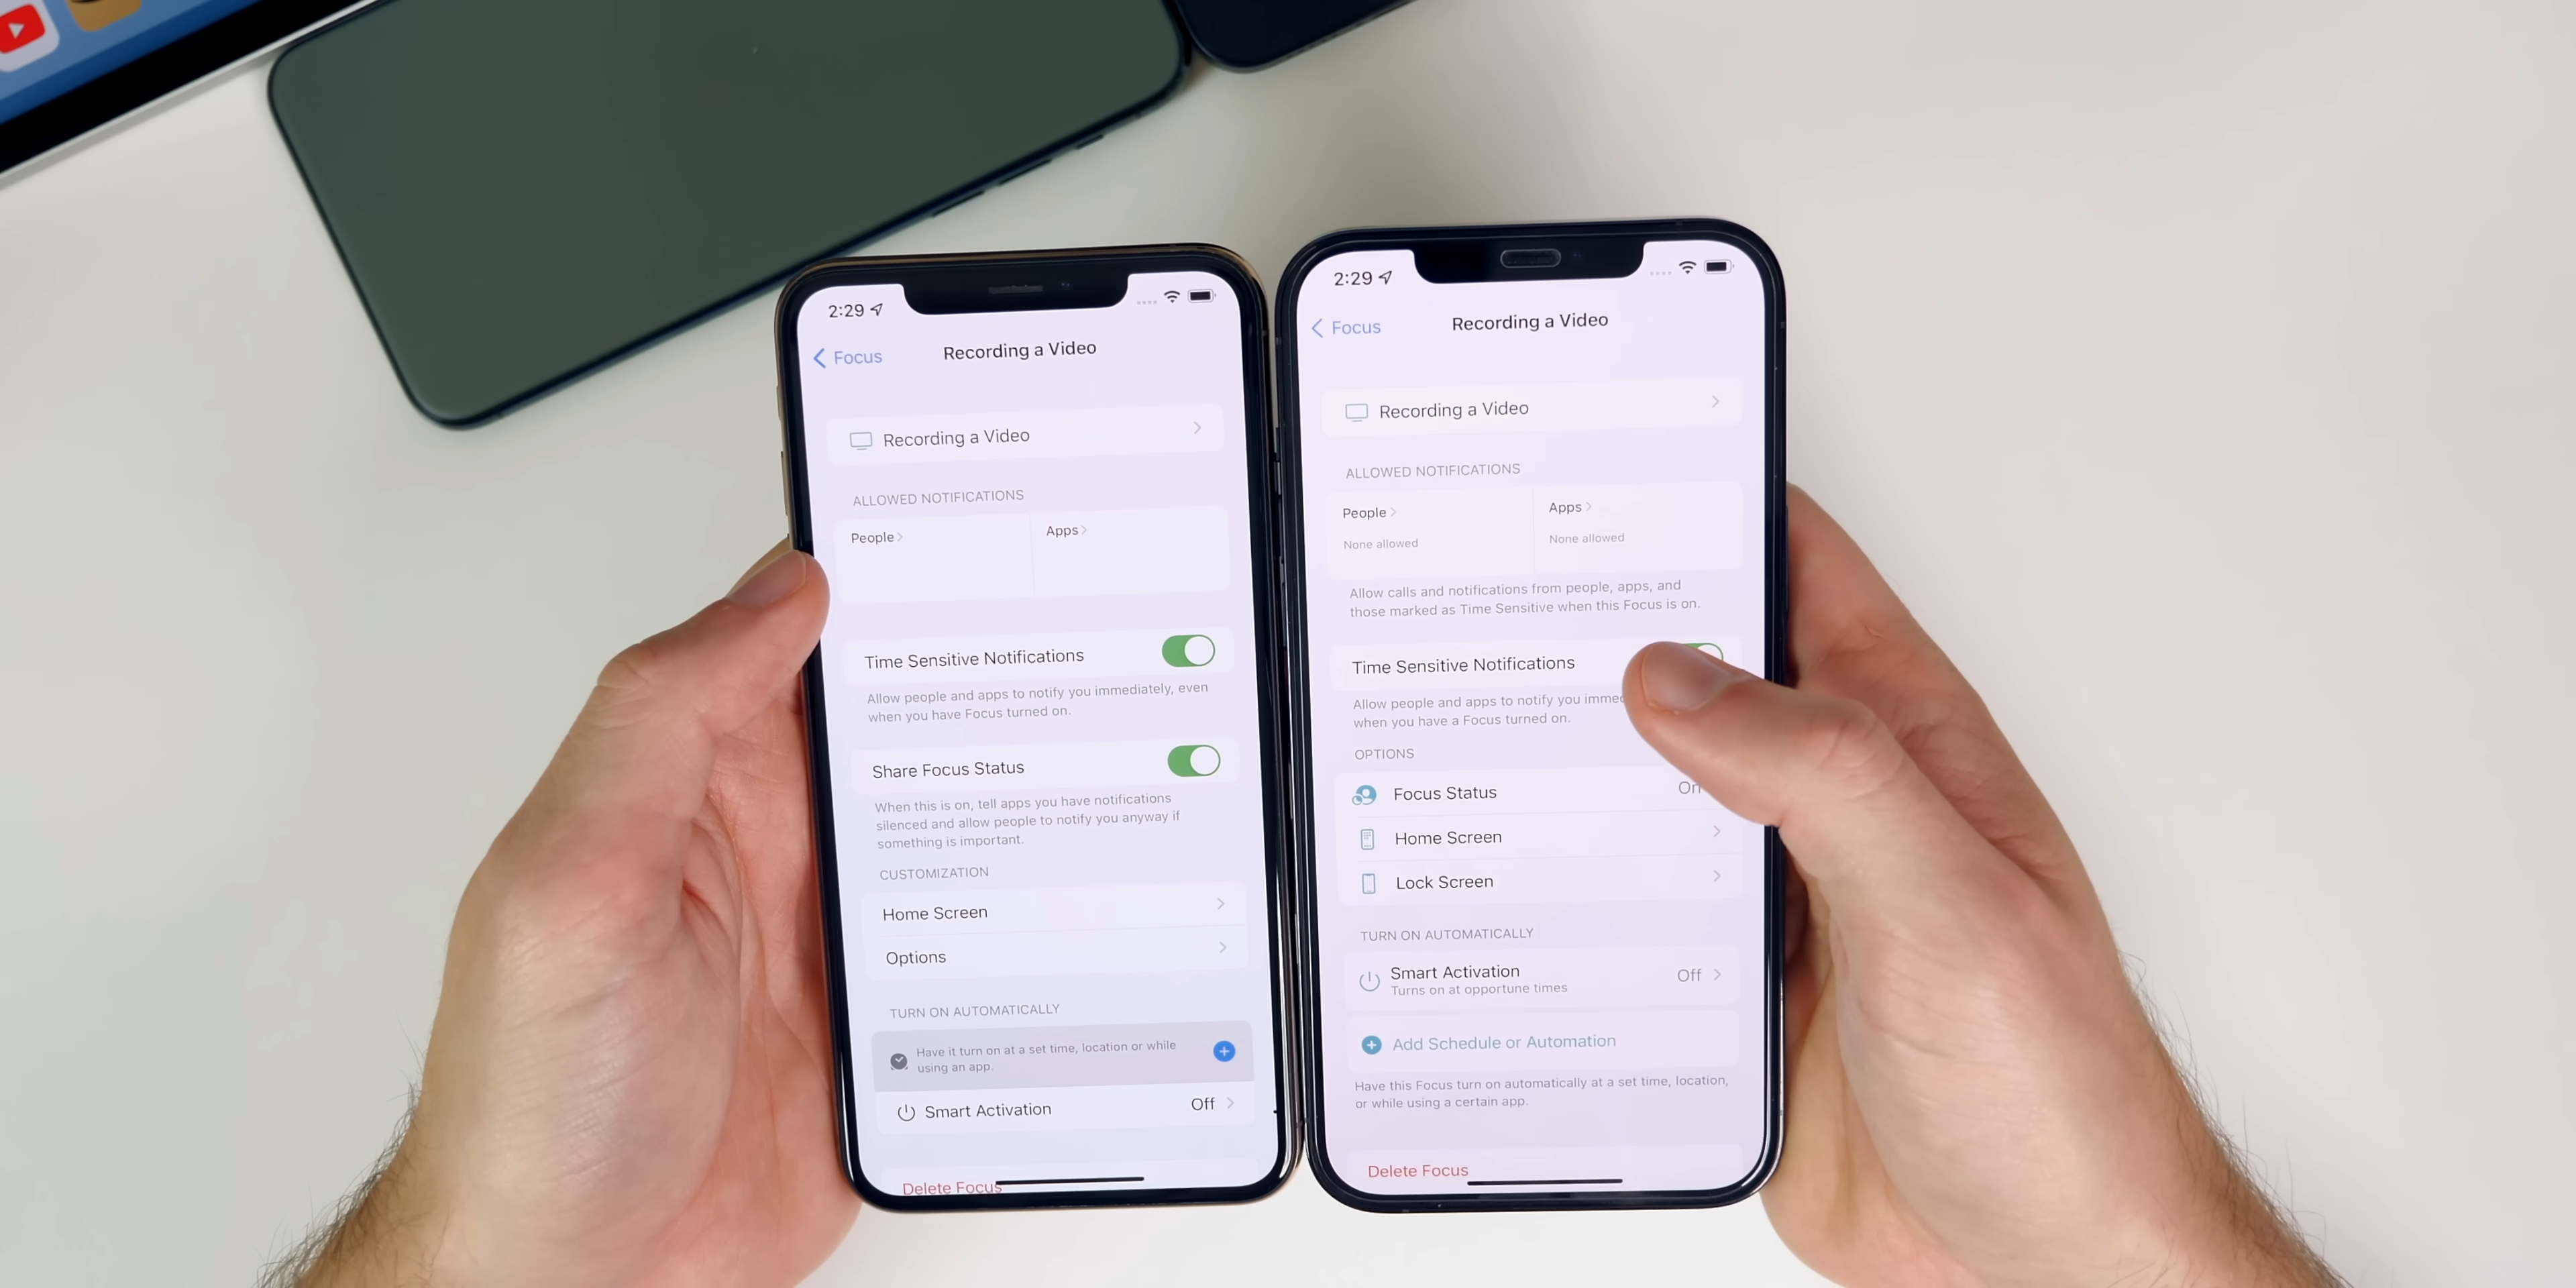 2:29
Focus
Recording a Video
Recording a Video
ALLOWED NOTIFICATIONS
People
Apps
Time Sensitive Notifications
Allow people and apps to notify you immediately, even
when you have Focus turned on.
Share Focus Status
When this is on, tell apps you have notifications
silenced and allow people to notify you anyway if
something is important.
CUSTOMIZATION
Home Screen
Options
TURN ON AUTOMATICALLY
Have it turn on at a set time, location or while
using an app.
Smart Activation Off
Delete Focus
2:29
Focus
Recording a Video
Recording a Video
ALLOWED NOTIFICATIONS
People
Apps
None allowed
None allowed
Allow calls and notifications from people, apps, and
those marked as Time Sensitive when this Focus is on.
Time Sensitive Notifications
Allow people and apps to notify you
when you have a Focus turned on.
OPTIONS
Focus Status On
Home Screen
Lock Screen
TURN ON AUTOMATICALLY
Smart Activation Off
Turns on at opportune times
Add Schedule or Automation
Have this Focus turn on automatically at a set time, location,
or while using a certain app.
Delete Focus